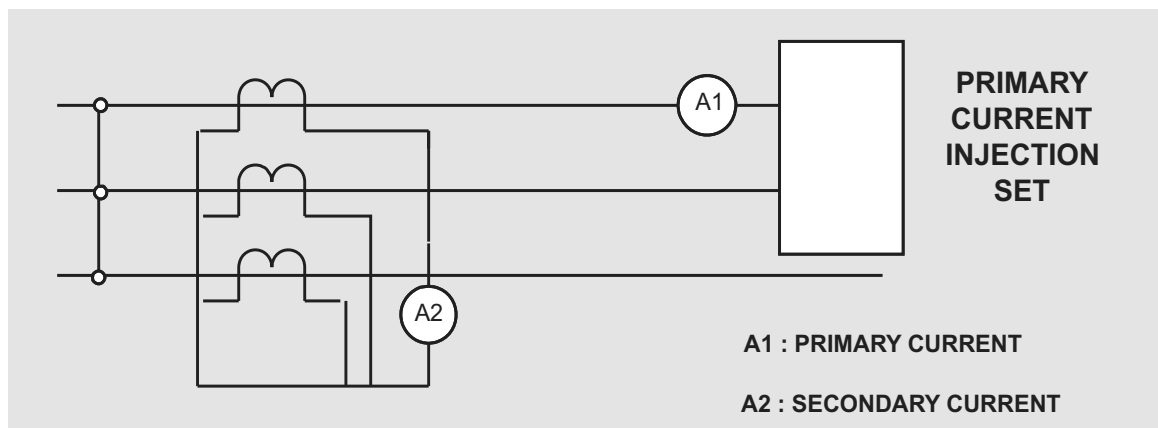 A1
PRIMARY
CURRENT
INJECTION
SET
A2
A1 : PRIMARY CURRENT
A2 : SECONDARY CURRENT